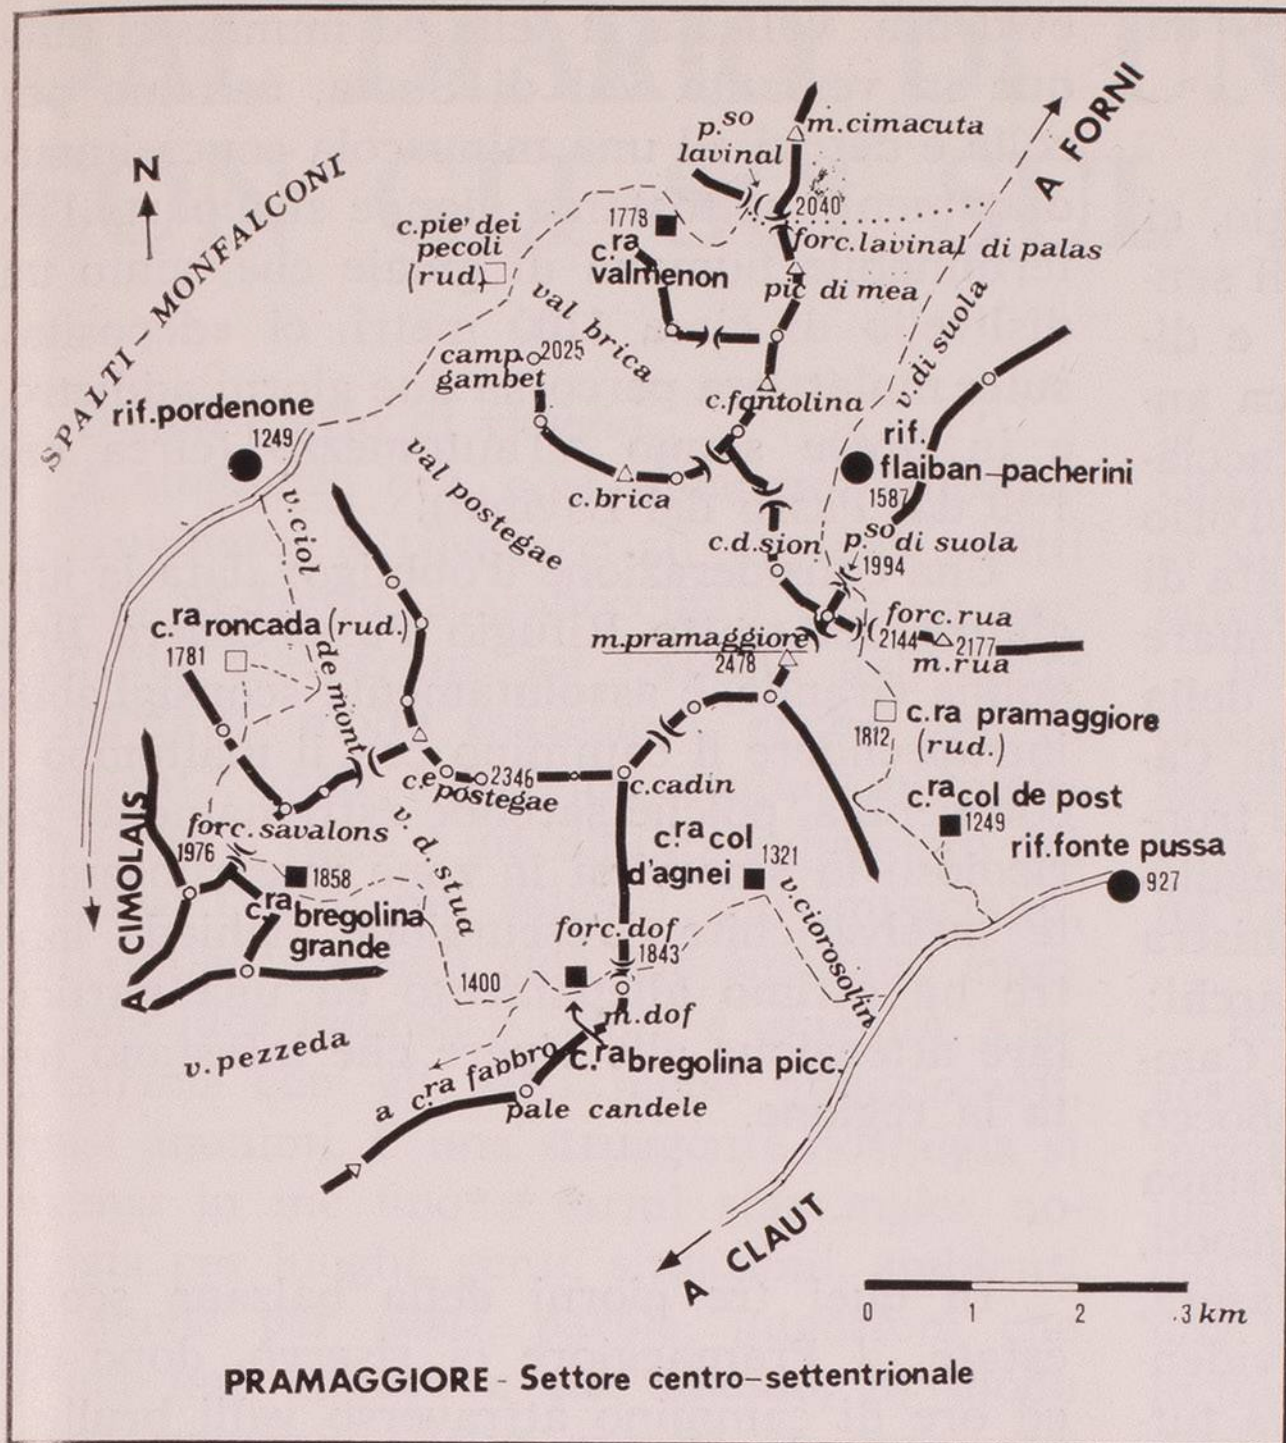 A FORNI
m.cimacuta
p.so
lavinal
N
SPALTI – MONFALCONI
2040
1778
c.pie' dei
pecoli
(rud)
c.ra
valmenon
forc.lavinal di palas
pic di mea
val brica
v. di suola
camp.
gambet
2025
c.fantolina
rif.pordenone
1249
rif.
flaiban–pacherini
1587
val postegae
c.brica
v. ciol de mont
c.d.sion
p.so di suola
1994
c.ra roncada (rud.)
1781
forc. rua
2144
2177
m. rua
m.pramaggiore
2478
c.ra pramaggiore
1812
(rud.)
c.e postegae
2346
c.cadin
c.ra col de post
1249
forc. savalons
1976
v. d. stua
c.ra col
d'agnei
1321
rif.fonte pussa
927
A CIMOLAIS
1858
c.ra bregolina
grande
v. ciorosolin
forc. dof
1843
1400
m.dof
v. pezzeda
a c.ra fabbro
c.ra bregolina picc.
pale candele
A CLAUT
0 1 2 3 km
PRAMAGGIORE - Settore centro–settentrionale